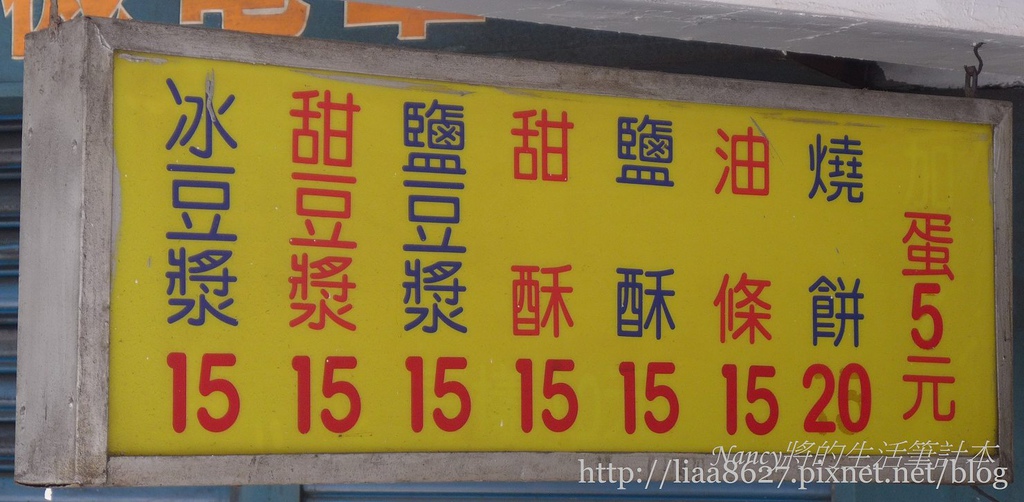 冰豆漿 15
甜豆漿 15
鹽豆漿 15
甜酥 15
鹽酥 15
油條 15
燒餅 20
加蛋5元
Nancy將的生活筆計本
http://liaa8627.pixnet.net/blog